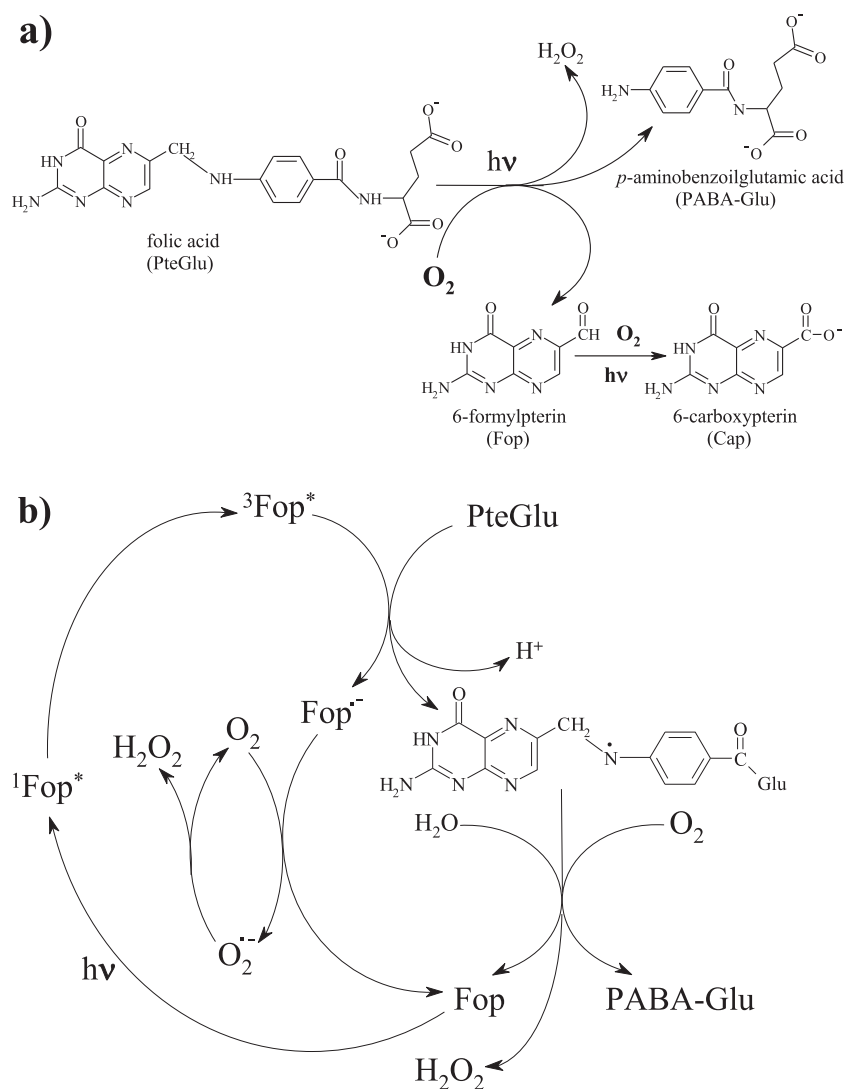 a)
H₂O₂
O⁻
O
H₂N
O
NH
⁻O
O
p-aminobenzoilglutamic acid
(PABA-Glu)
O
HN
N
CH₂
NH
H₂N
N
N
O
NH
O⁻
O
⁻O
O
folic acid
(PteGlu)
hν
O₂
O
HN
N
O
CH
H₂N
N
N
6-formylpterin
(Fop)
O₂
hν
O
HN
N
O
C
O⁻
H₂N
N
N
6-carboxypterin
(Cap)
b)
³Fop*
PteGlu
H⁺
Fop•⁻
O₂
H₂O₂
¹Fop*
O
HN
N
CH₂
N•
H₂N
N
N
O
C
Glu
H₂O
O₂
O₂•⁻
hν
Fop
PABA-Glu
H₂O₂